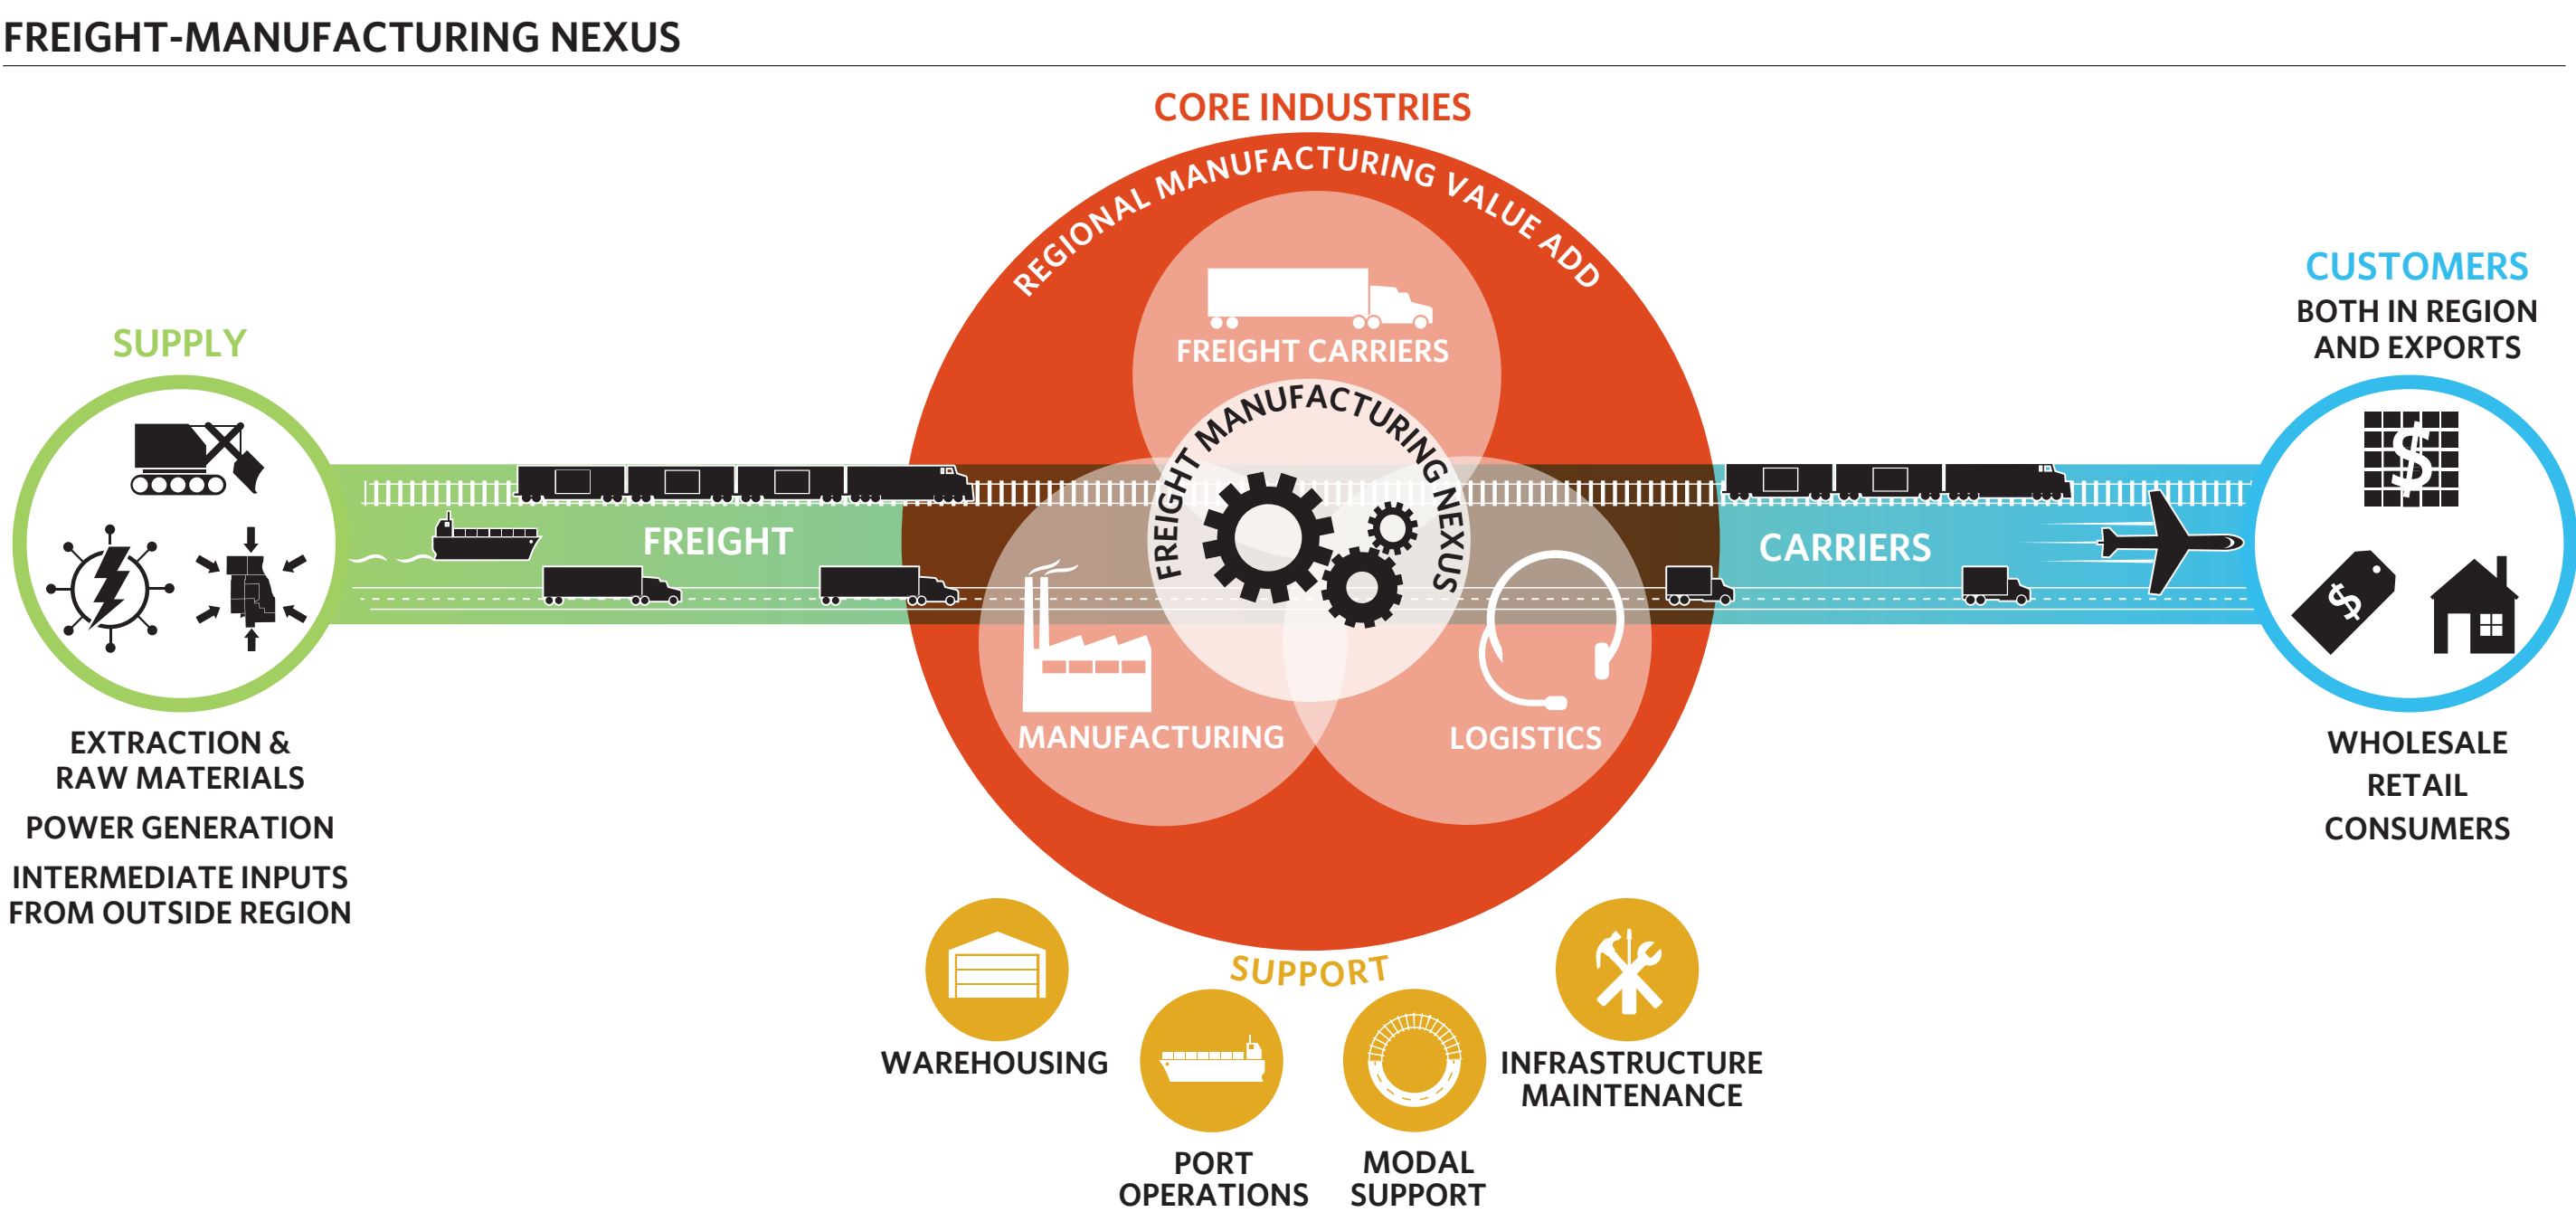 FREIGHT-MANUFACTURING NEXUS
CORE INDUSTRIES
REGIONAL MANUFACTURING VALUE ADD
FREIGHT CARRIERS
FREIGHT MANUFACTURING NEXUS
MANUFACTURING
LOGISTICS
SUPPLY
EXTRACTION &
RAW MATERIALS
POWER GENERATION
INTERMEDIATE INPUTS
FROM OUTSIDE REGION
FREIGHT
CARRIERS
CUSTOMERS
BOTH IN REGION
AND EXPORTS
$
$
WHOLESALE
RETAIL
CONSUMERS
SUPPORT
WAREHOUSING
PORT
OPERATIONS
MODAL
SUPPORT
INFRASTRUCTURE
MAINTENANCE